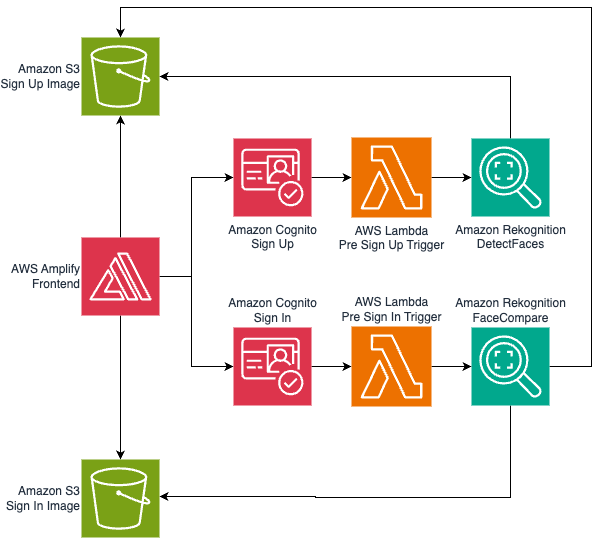 Amazon S3
Sign Up Image
Amazon Cognito
Sign Up
AWS Lambda
Pre Sign Up Trigger
Amazon Rekognition
DetectFaces
AWS Amplify
Frontend
Amazon Cognito
Sign In
AWS Lambda
Pre Sign In Trigger
Amazon Rekognition
FaceCompare
Amazon S3
Sign In Image